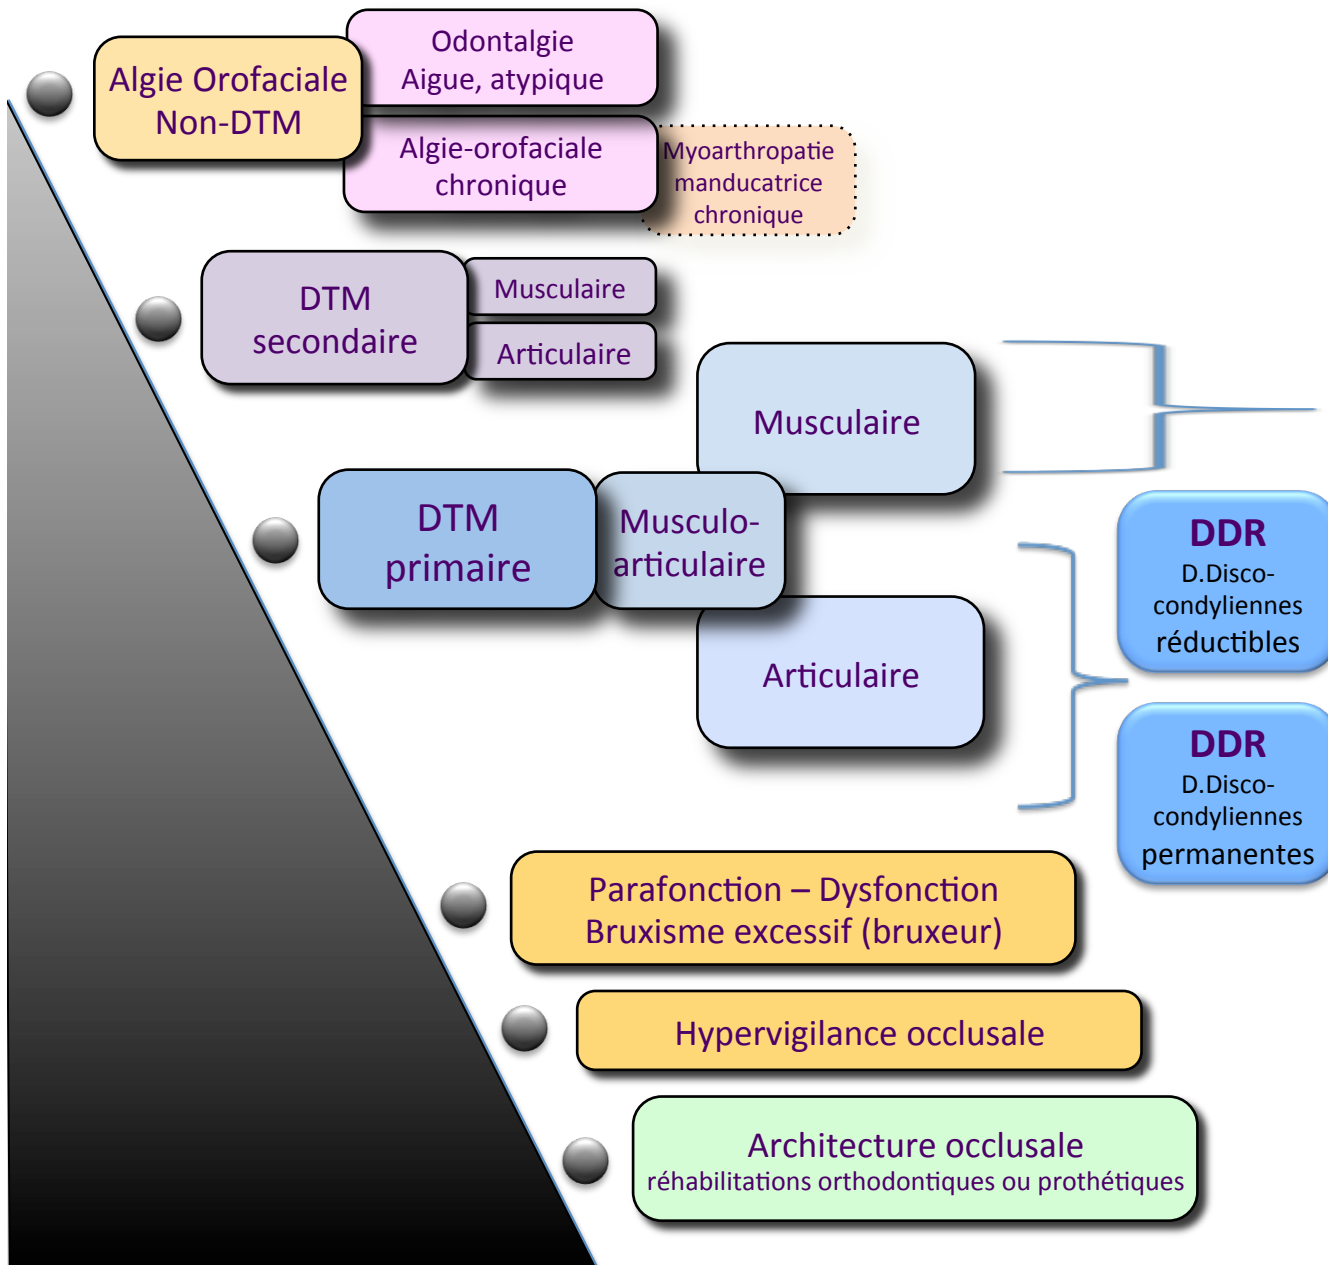 Algie Orofaciale
Non-DTM
Odontalgie
Aigue, atypique
Algie-orofaciale
chronique
Myoarthropatie
manducatrice
chronique
DTM
secondaire
Musculaire
Articulaire
DTM
primaire
Musculo-
articulaire
Musculaire
Articulaire
DDR
D.Disco-
condyliennes
réductibles
DDR
D.Disco-
condyliennes
permanentes
Parafonction – Dysfonction
Bruxisme excessif (bruxeur)
Hypervigilance occlusale
Architecture occlusale
réhabilitations orthodontiques ou prothétiques